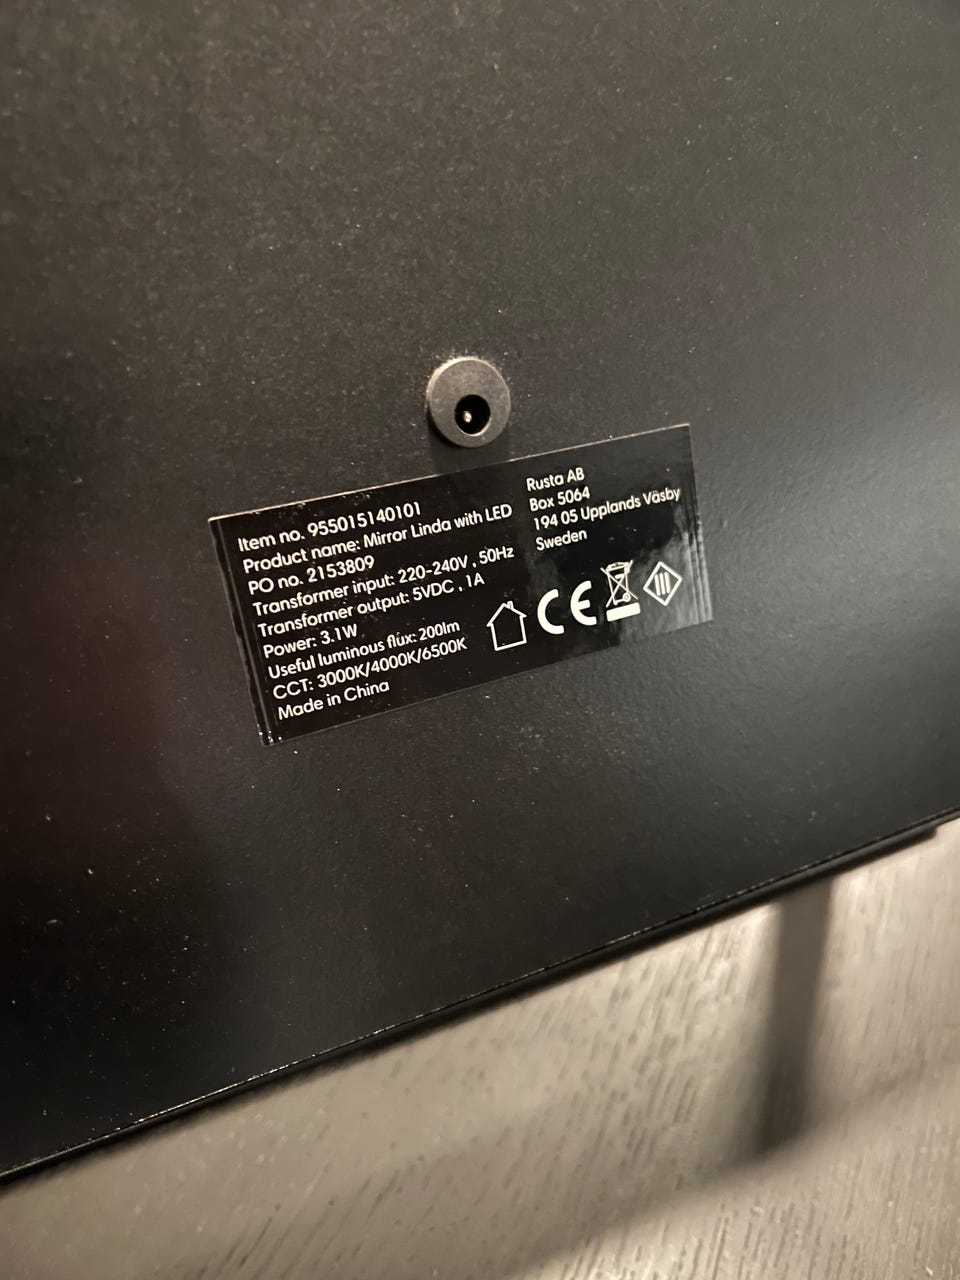 Item no. 955015140101
Product name: Mirror Linda with LED
PO no. 2153809
Transformer input: 220-240V , 50Hz
Transformer output: 5VDC , 1A
Power: 3.1W
Useful luminous flux: 200lm
CCT: 3000K/4000K/6500K
Made in China
Rusta AB
Box 5064
194 05 Upplands Väsby
Sweden
CE